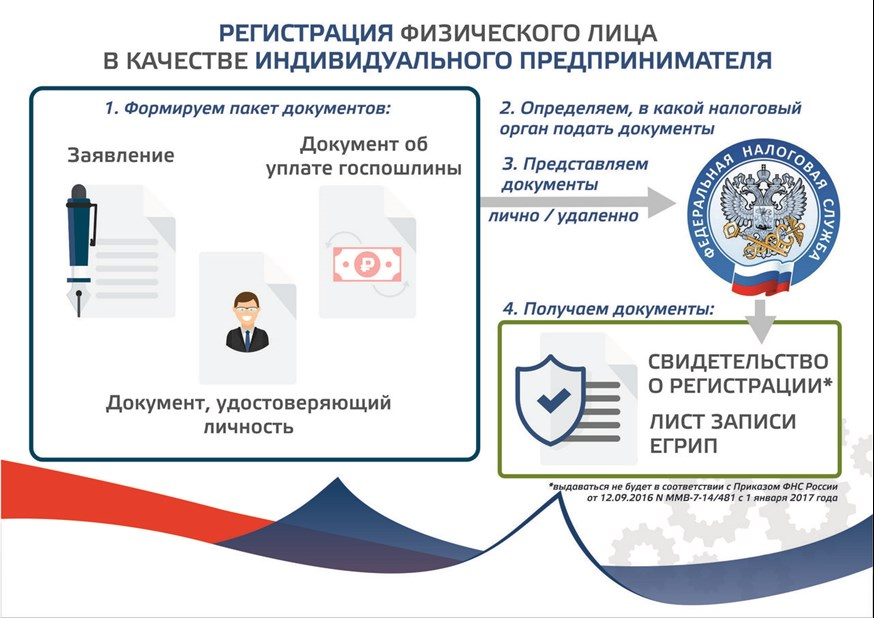 РЕГИСТРАЦИЯ ФИЗИЧЕСКОГО ЛИЦА
В КАЧЕСТВЕ ИНДИВИДУАЛЬНОГО ПРЕДПРИНИМАТЕЛЯ
1. Формируем пакет документов:
Заявление
Документ об
уплате госпошлины
₽
Документ, удостоверяющий
личность
2. Определяем, в какой налоговый
орган подать документы
3. Представляем
документы
лично / удаленно
ФЕДЕРАЛЬНАЯ НАЛОГОВАЯ СЛУЖБА
4. Получаем документы:
СВИДЕТЕЛЬСТВО
О РЕГИСТРАЦИИ*
ЛИСТ ЗАПИСИ
ЕГРИП
*выдаваться не будет в соответствии с Приказом ФНС России
от 12.09.2016 N ММВ-7-14/481 с 1 января 2017 года